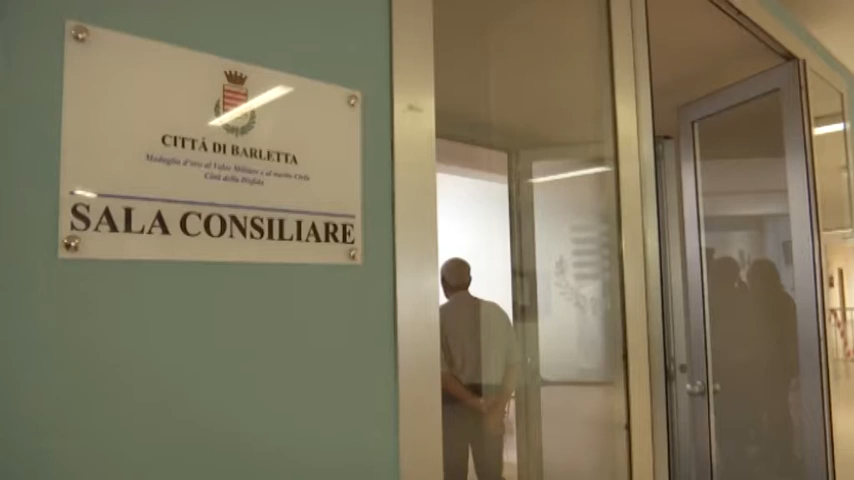 CITTÀ DI BARLETTA
Medaglia d'oro al Valor Militare e al merito Civile
Città della Disfida
SALA CONSILIARE